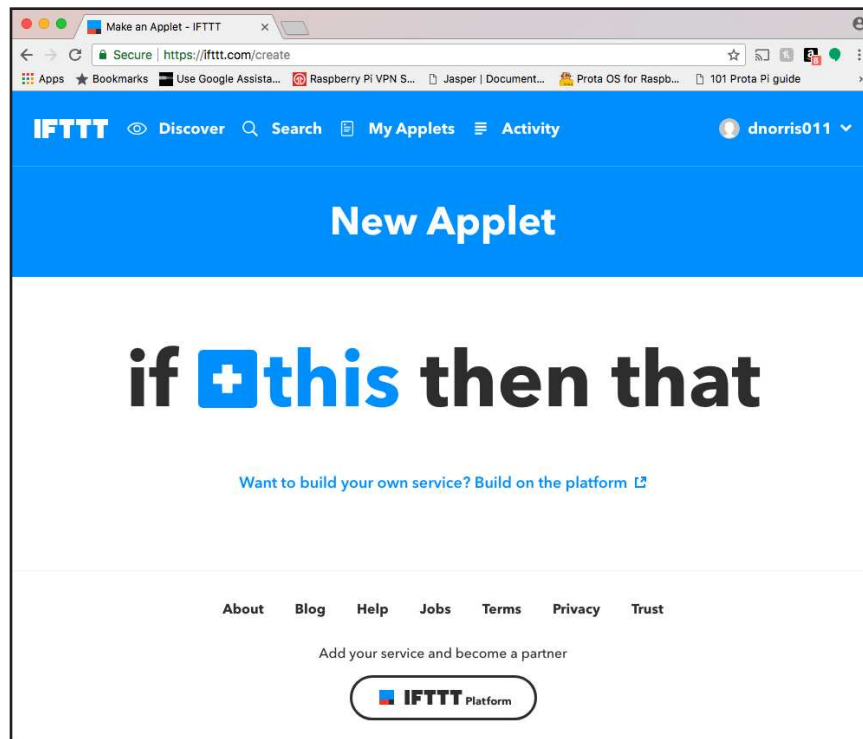 Make an Applet - IFTTT
Secure | https://ifttt.com/create
Apps Bookmarks Use Google Assista... Raspberry Pi VPN S... Jasper | Document... Prota OS for Raspb... 101 Prota Pi guide
IFTTT Discover Search My Applets Activity dnorris011
New Applet
if this then that
Want to build your own service? Build on the platform
About Blog Help Jobs Terms Privacy Trust
Add your service and become a partner
IFTTT Platform